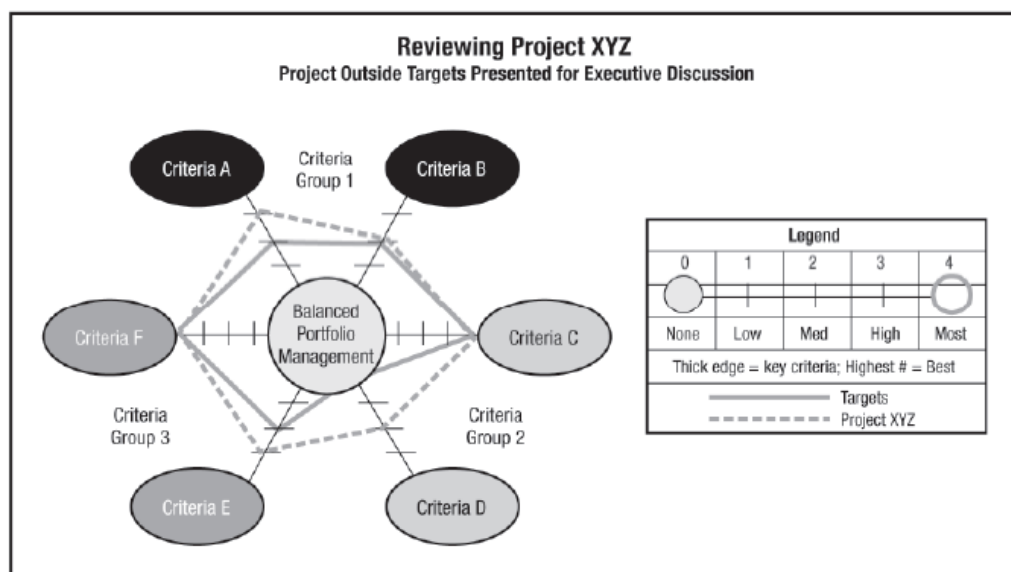 Reviewing Project XYZ
Project Outside Targets Presented for Executive Discussion
Criteria A
Criteria
Group 1
Criteria B
Balanced
Portfolio
Management
Criteria F
Criteria C
Criteria
Group 3
Criteria
Group 2
Criteria E
Criteria D
Legend
0 1 2 3 4
None Low Med High Most
Thick edge = key criteria; Highest # = Best
Targets
Project XYZ